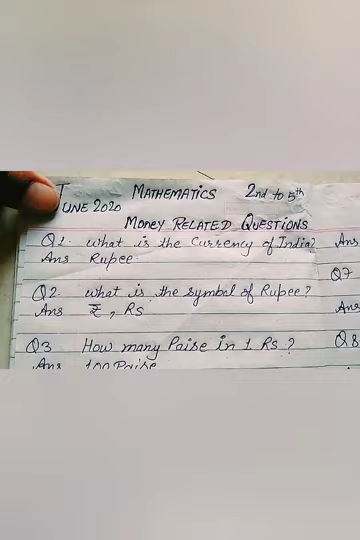 June 2020 Mathematics 2nd to 5th
Money Related Questions
Q1. What is the Currency of India? Ans
Ans Rupee
Q7
Q2. What is the symbol of Rupee?
Ans ₹, Rs Ans
Q3 How many Paise in 1 Rs? Q8
Ans 100 Paise